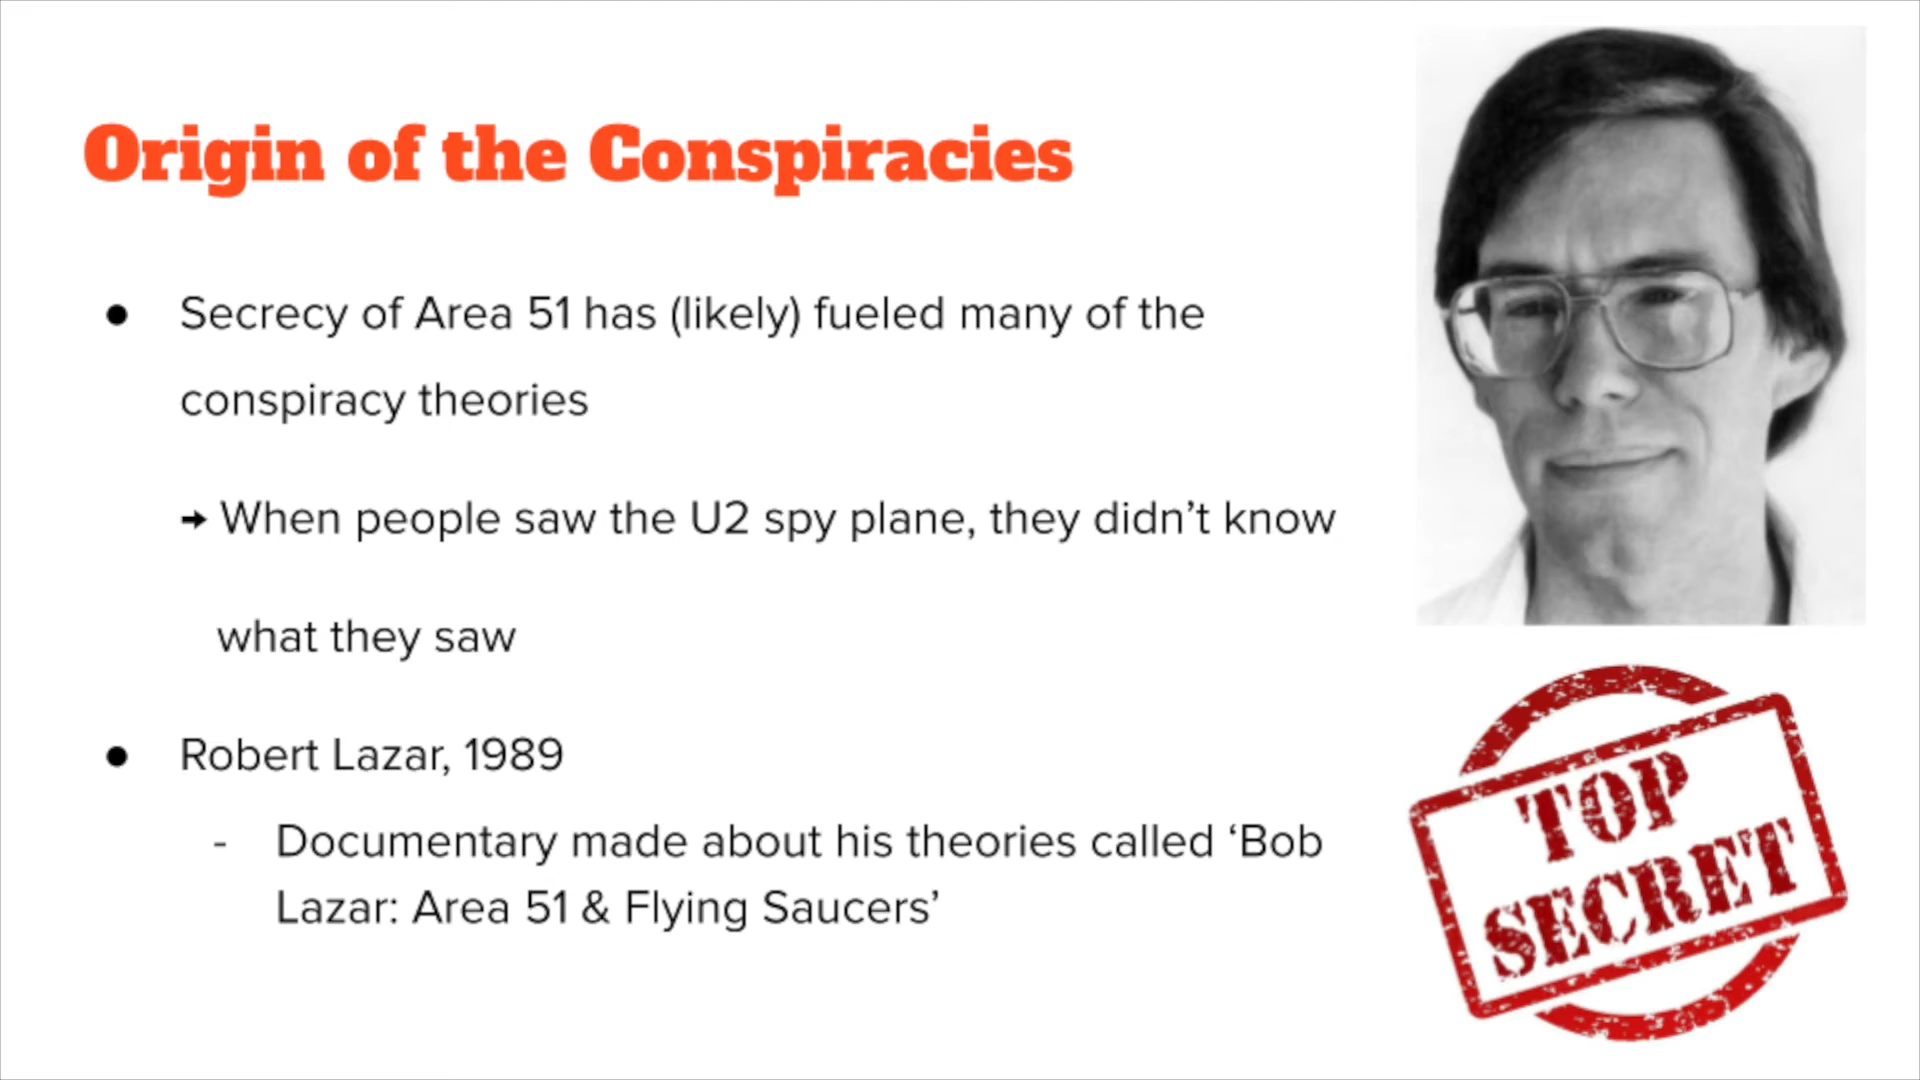 Origin of the Conspiracies
● Secrecy of Area 51 has (likely) fueled many of the
conspiracy theories
→ When people saw the U2 spy plane, they didn’t know
what they saw
● Robert Lazar, 1989
- Documentary made about his theories called ‘Bob
Lazar: Area 51 & Flying Saucers’
TOP
SECRET